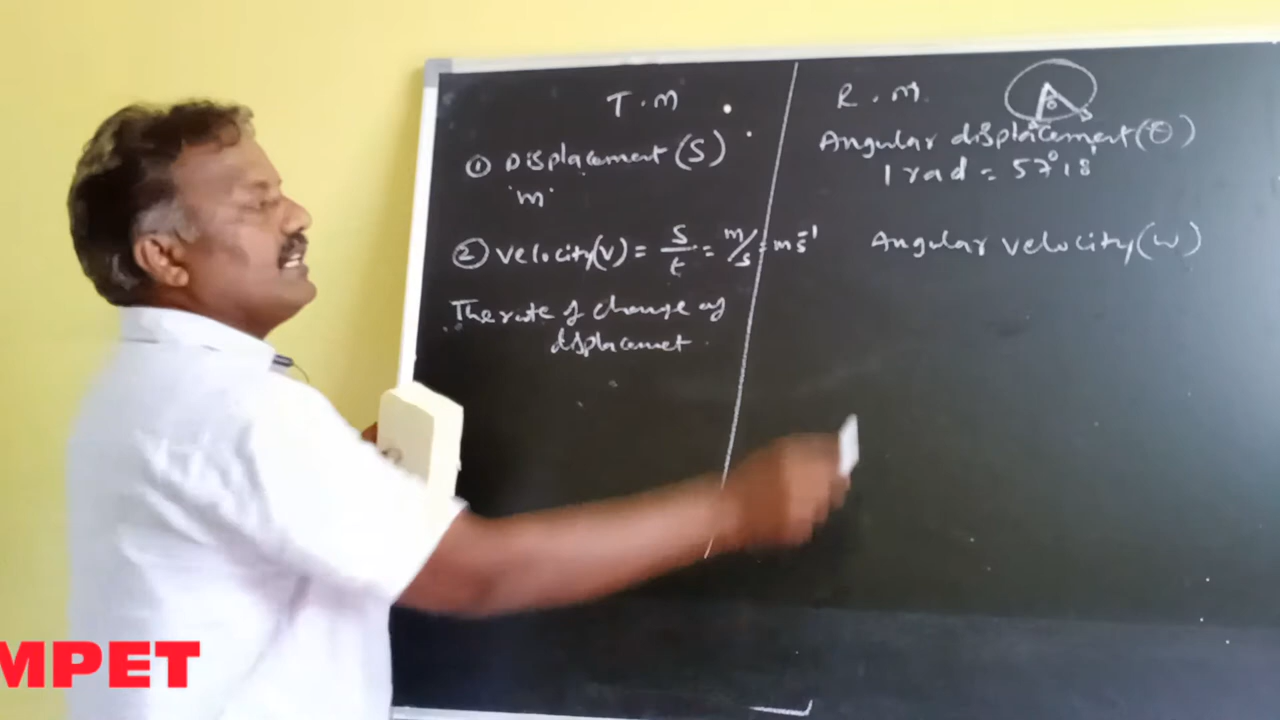 T.M
① Displacement (S)
m
② Velocity(v) = S/t = m/s = ms⁻¹
The rate of change of
displacemet
R.M.
θ S
Angular displacement(θ)
1 rad = 57°18'
Angular velocity(ω)
MPET